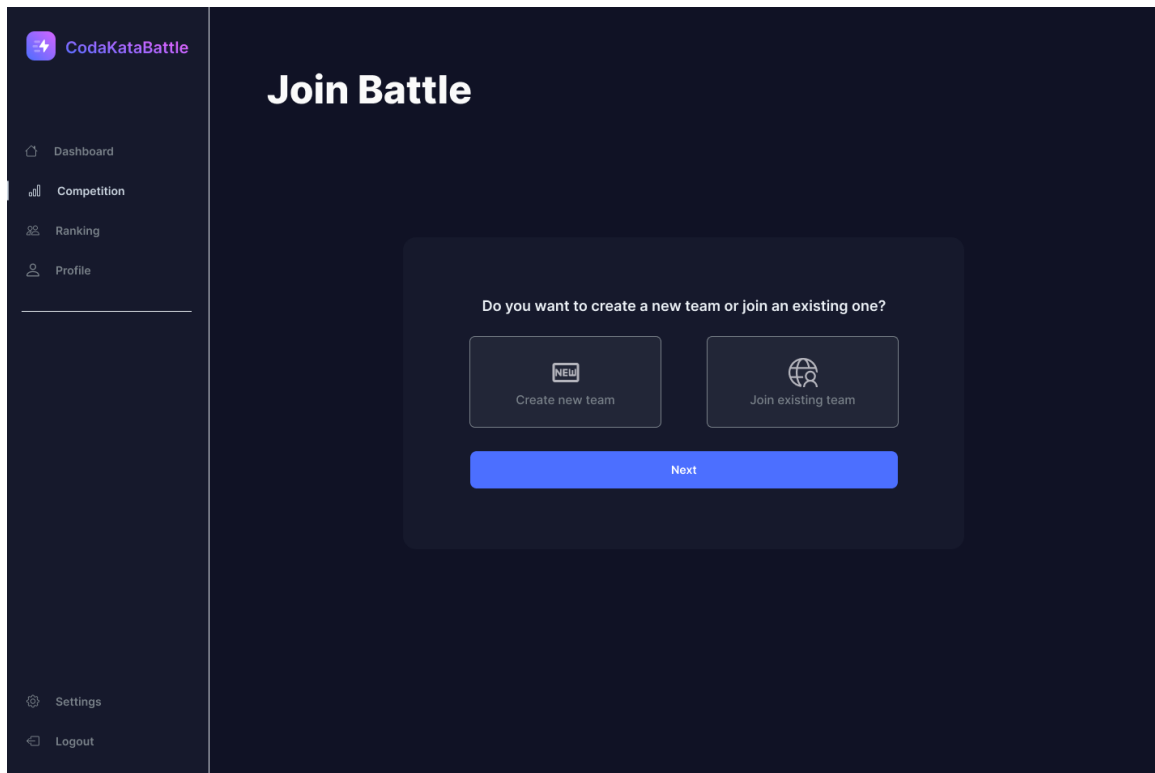 CodaKataBattle
Join Battle
Dashboard
Competition
Ranking
Profile
Do you want to create a new team or join an existing one?
NEW
Create new team
Join existing team
Next
Settings
Logout